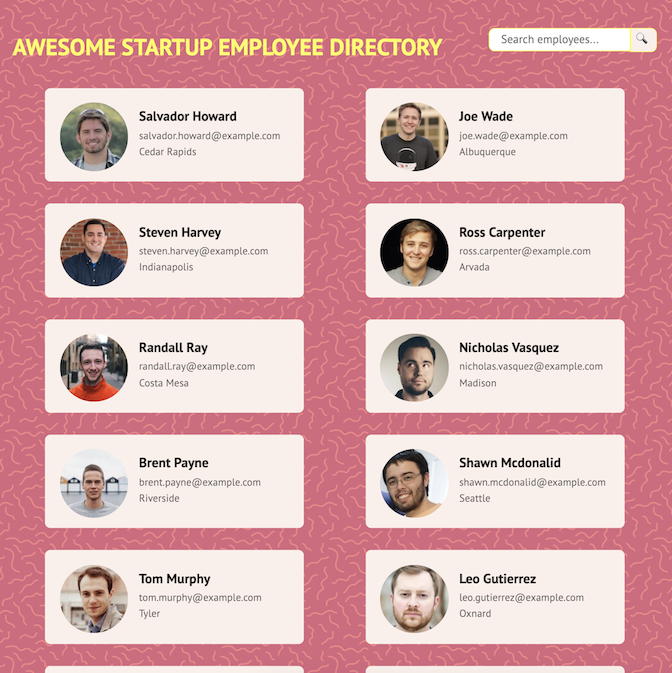 AWESOME STARTUP EMPLOYEE DIRECTORY
Search employees...
Salvador Howard
salvador.howard@example.com
Cedar Rapids
Joe Wade
joe.wade@example.com
Albuquerque
Steven Harvey
steven.harvey@example.com
Indianapolis
Ross Carpenter
ross.carpenter@example.com
Arvada
Randall Ray
randall.ray@example.com
Costa Mesa
Nicholas Vasquez
nicholas.vasquez@example.com
Madison
Brent Payne
brent.payne@example.com
Riverside
Shawn Mcdonalid
shawn.mcdonalid@example.com
Seattle
Tom Murphy
tom.murphy@example.com
Tyler
Leo Gutierrez
leo.gutierrez@example.com
Oxnard